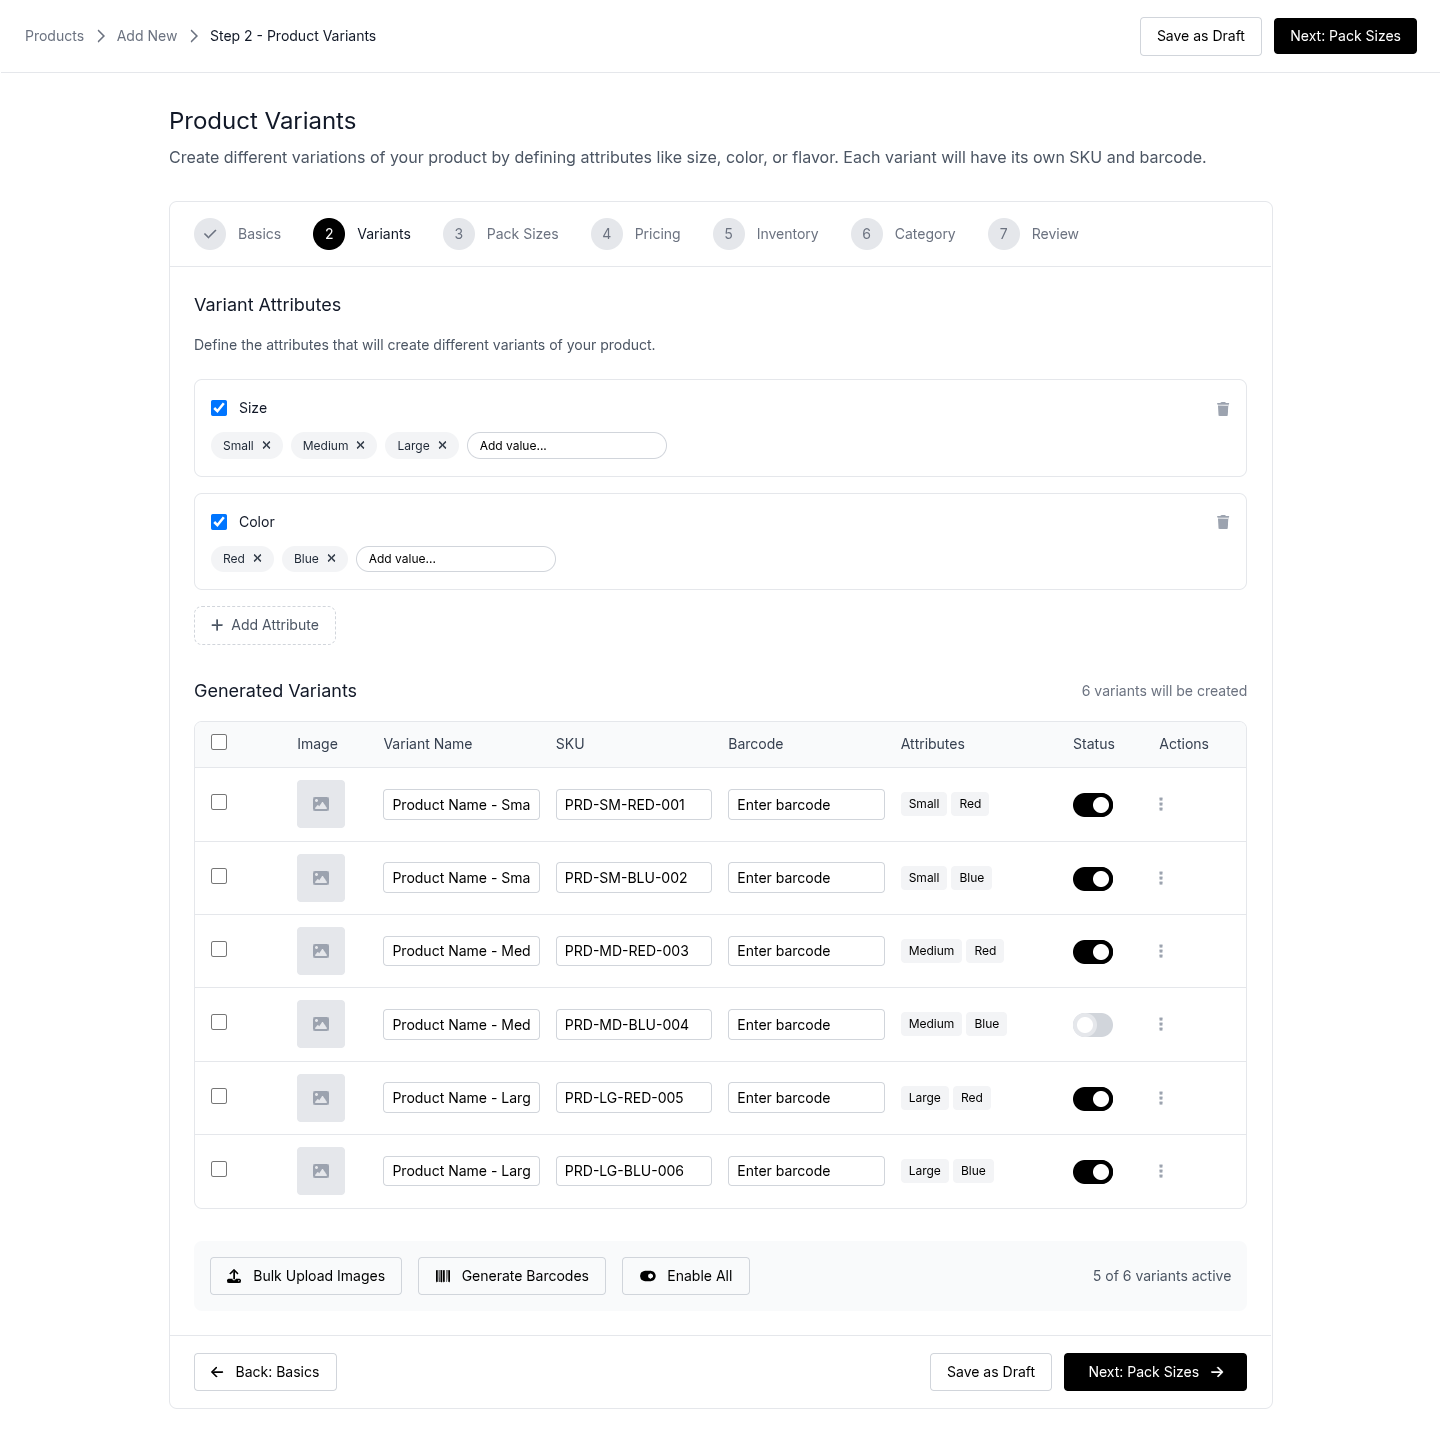 Products Add New Step 2 - Product Variants Save as Draft Next: Pack Sizes
Product Variants
Create different variations of your product by defining attributes like size, color, or flavor. Each variant will have its own SKU and barcode.
Basics 2 Variants 3 Pack Sizes 4 Pricing 5 Inventory 6 Category 7 Review
Variant Attributes
Define the attributes that will create different variants of your product.
Size
Small Medium Large Add value...
Color
Red Blue Add value...
Add Attribute
Generated Variants 6 variants will be created
Image Variant Name SKU Barcode Attributes Status Actions
Product Name - Sma PRD-SM-RED-001 Enter barcode Small Red
Product Name - Sma PRD-SM-BLU-002 Enter barcode Small Blue
Product Name - Med PRD-MD-RED-003 Enter barcode Medium Red
Product Name - Med PRD-MD-BLU-004 Enter barcode Medium Blue
Product Name - Larg PRD-LG-RED-005 Enter barcode Large Red
Product Name - Larg PRD-LG-BLU-006 Enter barcode Large Blue
Bulk Upload Images Generate Barcodes Enable All 5 of 6 variants active
Back: Basics Save as Draft Next: Pack Sizes